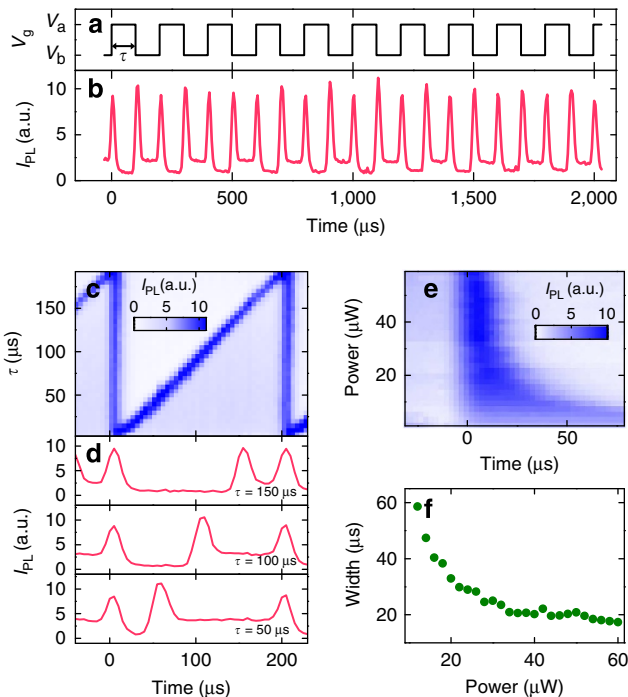 a
V_g
V_a
V_b
τ
b
I_PL (a.u.)
10
5
0
0
500
1,000
1,500
2,000
Time (μs)
c
I_PL(a.u.)
0 5 10
τ (μs)
150
100
50
d
10
5
0
τ = 150 μs
I_PL (a.u.)
10
5
0
τ = 100 μs
10
5
0
τ = 50 μs
0
100
200
Time (μs)
e
I_PL (a.u.)
0 5 10
Power (μW)
40
20
0
50
Time (μs)
f
Width (μs)
60
40
20
20
40
60
Power (μW)